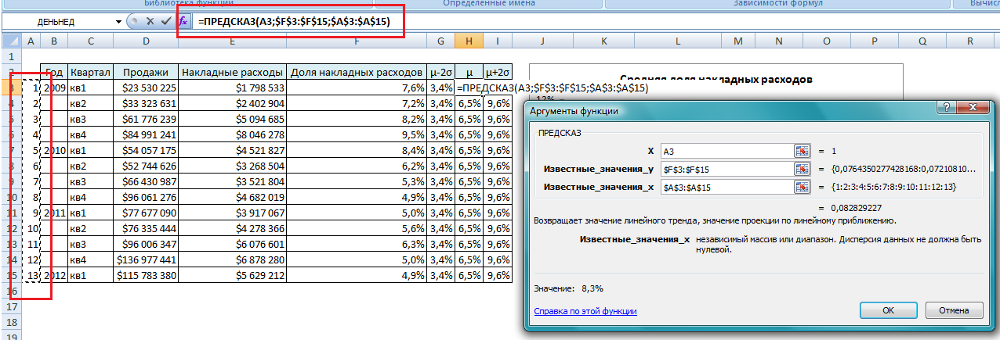 Библиотека функции Определенные имена Зависимости формул Вычисл
ДЕНЬНЕД fx =ПРЕДСКАЗ(A3;$F$3:$F$15;$A$3:$A$15)
A B C D E F G H I J K L M N O P Q R
1
2 Год Квартал Продажи Накладные расходы Доля накладных расходов μ-2σ μ μ+2σ Средняя доля накладных расходов
3 1 2009 кв1 $23 530 225 $1 798 533 7,6% 3,4% =ПРЕДСКАЗ(A3;$F$3:$F$15;$A$3:$A$15)
12%
4 2 кв2 $33 323 631 $2 402 904 7,2% 3,4% 6,5% 9,6%
5 3 кв3 $61 776 239 $5 094 685 8,2% 3,4% 6,5% 9,6%
6 4 кв4 $84 991 241 $8 046 278 9,5% 3,4% 6,5% 9,6%
7 5 2010 кв1 $54 057 175 $4 521 827 8,4% 3,4% 6,5% 9,6%
8 6 кв2 $52 744 626 $3 268 504 6,2% 3,4% 6,5% 9,6%
9 7 кв3 $66 430 987 $3 521 804 5,3% 3,4% 6,5% 9,6%
10 8 кв4 $96 061 276 $4 682 019 4,9% 3,4% 6,5% 9,6%
11 9 2011 кв1 $77 677 090 $3 917 067 5,0% 3,4% 6,5% 9,6%
12 10 кв2 $76 335 444 $4 278 366 5,6% 3,4% 6,5% 9,6%
13 11 кв3 $96 006 347 $6 076 601 6,3% 3,4% 6,5% 9,6%
14 12 кв4 $136 977 441 $6 878 280 5,0% 3,4% 6,5% 9,6%
15 13 2012 кв1 $115 783 380 $5 629 212 4,9% 3,4% 6,5% 9,6%
16
17
18
19
Аргументы функции
ПРЕДСКАЗ
X A3 = 1
Известные_значения_y $F$3:$F$15 = {0,0764350277428168:0,07210810...
Известные_значения_x $A$3:$A$15 = {1:2:3:4:5:6:7:8:9:10:11:12:13}
= 0,082829227
Возвращает значение линейного тренда, значение проекции по линейному приближению.
Известные_значения_x независимый массив или диапазон. Дисперсия данных не должна быть
нулевой.
Значение: 8,3%
Справка по этой функции OK Отмена